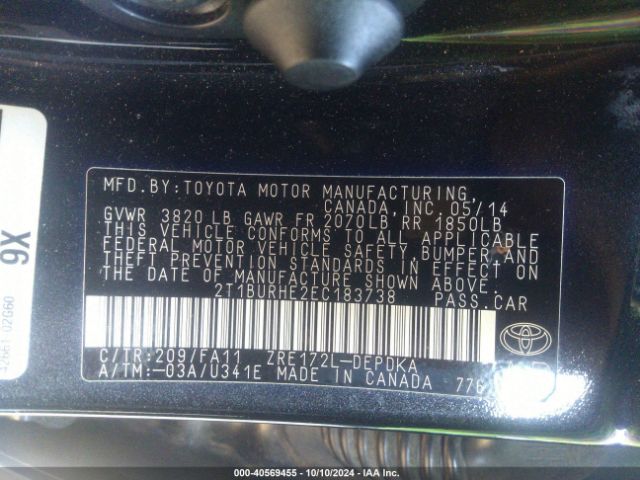 MFD.BY:TOYOTA MOTOR MANUFACTURING,
CANADA, INC. 05/14
GVWR 3820 LB GAWR FR 2070LB RR 1850LB
THIS VEHICLE CONFORMS TO ALL APPLICABLE
FEDERAL MOTOR VEHICLE SAFETY, BUMPER, AND
THEFT PREVENTION STANDARDS IN EFFECT ON
THE DATE OF MANUFACTURE SHOWN ABOVE.
2T1BURHE2EC183738 PASS.CAR
C/TR:209/FA11 ZRE172L-DEPDKA
A/TM:-03A/U341E MADE IN CANADA 776
9X
42661-02G60
000-40569455 - 10/10/2024 - IAA Inc.